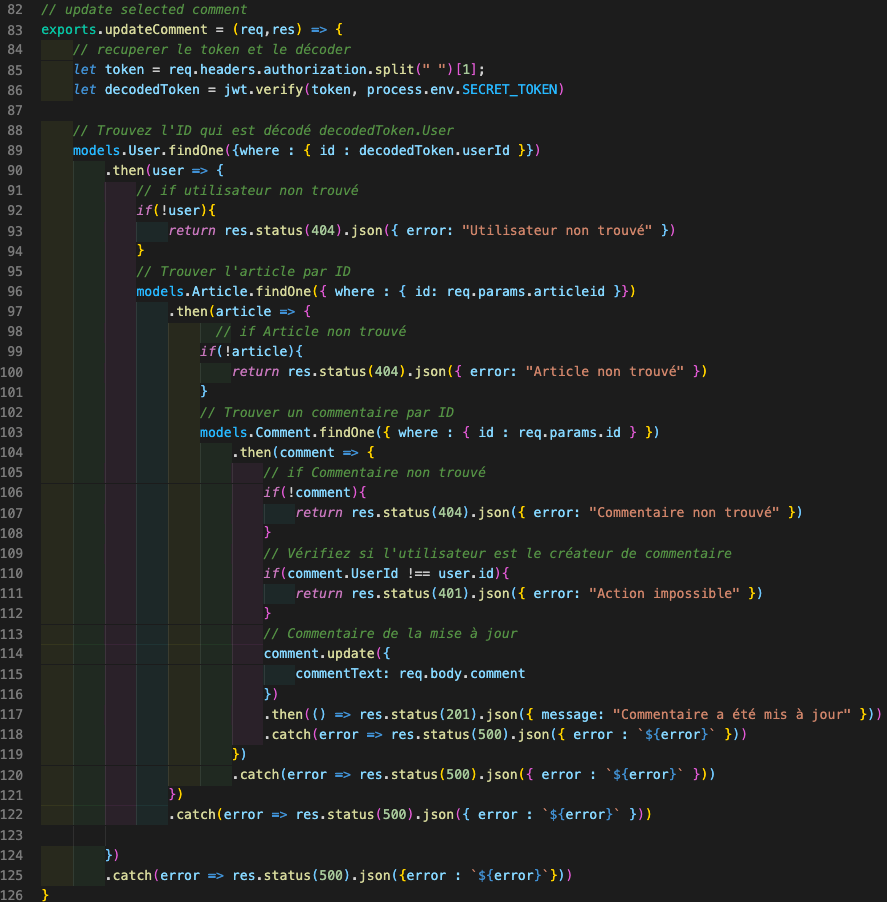 82 // update selected comment
83 exports.updateComment = (req,res) => {
84     // recuperer le token et le décoder
85     let token = req.headers.authorization.split(" ")[1];
86     let decodedToken = jwt.verify(token, process.env.SECRET_TOKEN)
87
88     // Trouvez l'ID qui est décodé decodedToken.User
89     models.User.findOne({where : { id : decodedToken.userId }})
90         .then(user => {
91             // if utilisateur non trouvé
92             if(!user){
93                 return res.status(404).json({ error: "Utilisateur non trouvé" })
94             }
95             // Trouver l'article par ID
96             models.Article.findOne({ where : { id: req.params.articleid }})
97                 .then(article => {
98                       // if Article non trouvé
99                     if(!article){
100                         return res.status(404).json({ error: "Article non trouvé" })
101                     }
102                     // Trouver un commentaire par ID
103                     models.Comment.findOne({ where : { id : req.params.id } })
104                         .then(comment => {
105                             // if Commentaire non trouvé
106                             if(!comment){
107                                 return res.status(404).json({ error: "Commentaire non trouvé" })
108                             }
109                             // Vérifiez si l'utilisateur est le créateur de commentaire
110                             if(comment.UserId !== user.id){
111                                 return res.status(401).json({ error: "Action impossible" })
112                             }
113                             // Commentaire de la mise à jour
114                             comment.update({
115                                 commentText: req.body.comment
116                             })
117                             .then(() => res.status(201).json({ message: "Commentaire a été mis à jour" }))
118                             .catch(error => res.status(500).json({ error : `${error}` }))
119                         })
120                         .catch(error => res.status(500).json({ error : `${error}` }))
121                 })
122                 .catch(error => res.status(500).json({ error : `${error}` }))
123
124         })
125         .catch(error => res.status(500).json({error : `${error}`}))
126 }